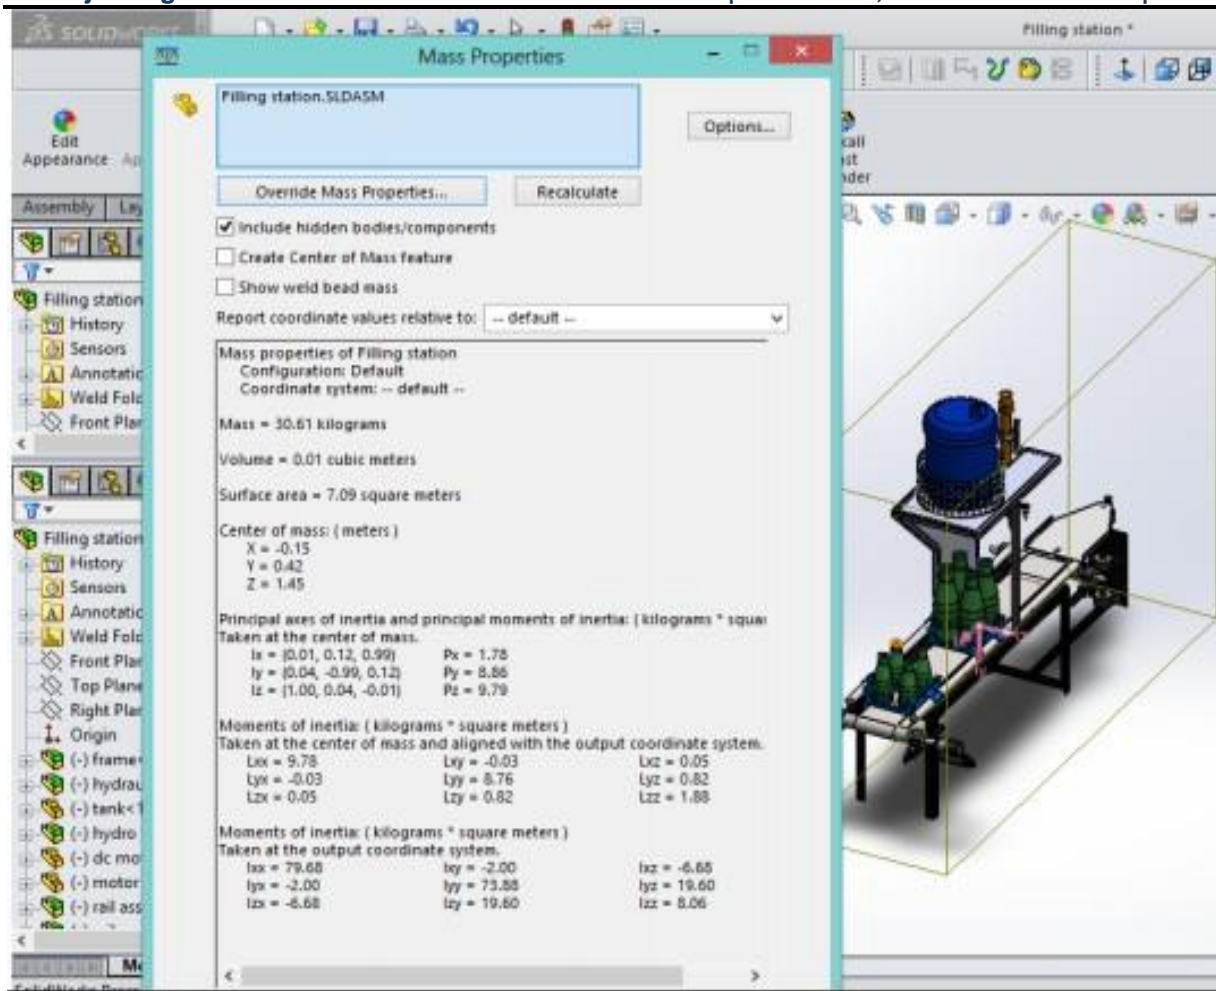 SOLIDWORKS
Filling station *
Mass Properties
Filling station.SLDASM
Options...
Edit
Appearance
Override Mass Properties...
Recalculate
Assembly
Include hidden bodies/components
Create Center of Mass feature
Show weld bead mass
Report coordinate values relative to: -- default --
Filling station
History
Sensors
Annotatic
Weld Fold
Front Plan
Mass properties of Filling station
Configuration: Default
Coordinate system: -- default --
Mass = 30.61 kilograms
Volume = 0.01 cubic meters
Surface area = 7.09 square meters
Center of mass: ( meters )
X = -0.15
Y = 0.42
Z = 1.45
Principal axes of inertia and principal moments of inertia: ( kilograms * squar
Taken at the center of mass.
Ix = (0.01, 0.12, 0.99) Px = 1.78
Iy = (0.04, -0.99, 0.12) Py = 8.86
Iz = (1.00, 0.04, -0.01) Pz = 9.79
Moments of inertia: ( kilograms * square meters )
Taken at the center of mass and aligned with the output coordinate system.
Lxx = 9.78 Lxy = -0.03 Lxz = 0.05
Lyx = -0.03 Lyy = 8.76 Lyz = 0.82
Lzx = 0.05 Lzy = 0.82 Lzz = 1.88
Moments of inertia: ( kilograms * square meters )
Taken at the output coordinate system.
Ixx = 79.68 Ixy = -2.00 Ixz = -6.68
Iyx = -2.00 Iyy = 73.88 Iyz = 19.60
Izx = -6.68 Izy = 19.60 Izz = 8.06
Filling station
History
Sensors
Annotatic
Weld Fold
Front Plan
Top Plane
Right Plan
Origin
(-) frame<
(-) hydrau
(-) tank<1
(-) hydro
(-) dc mo
(-) motor
(-) rail ass